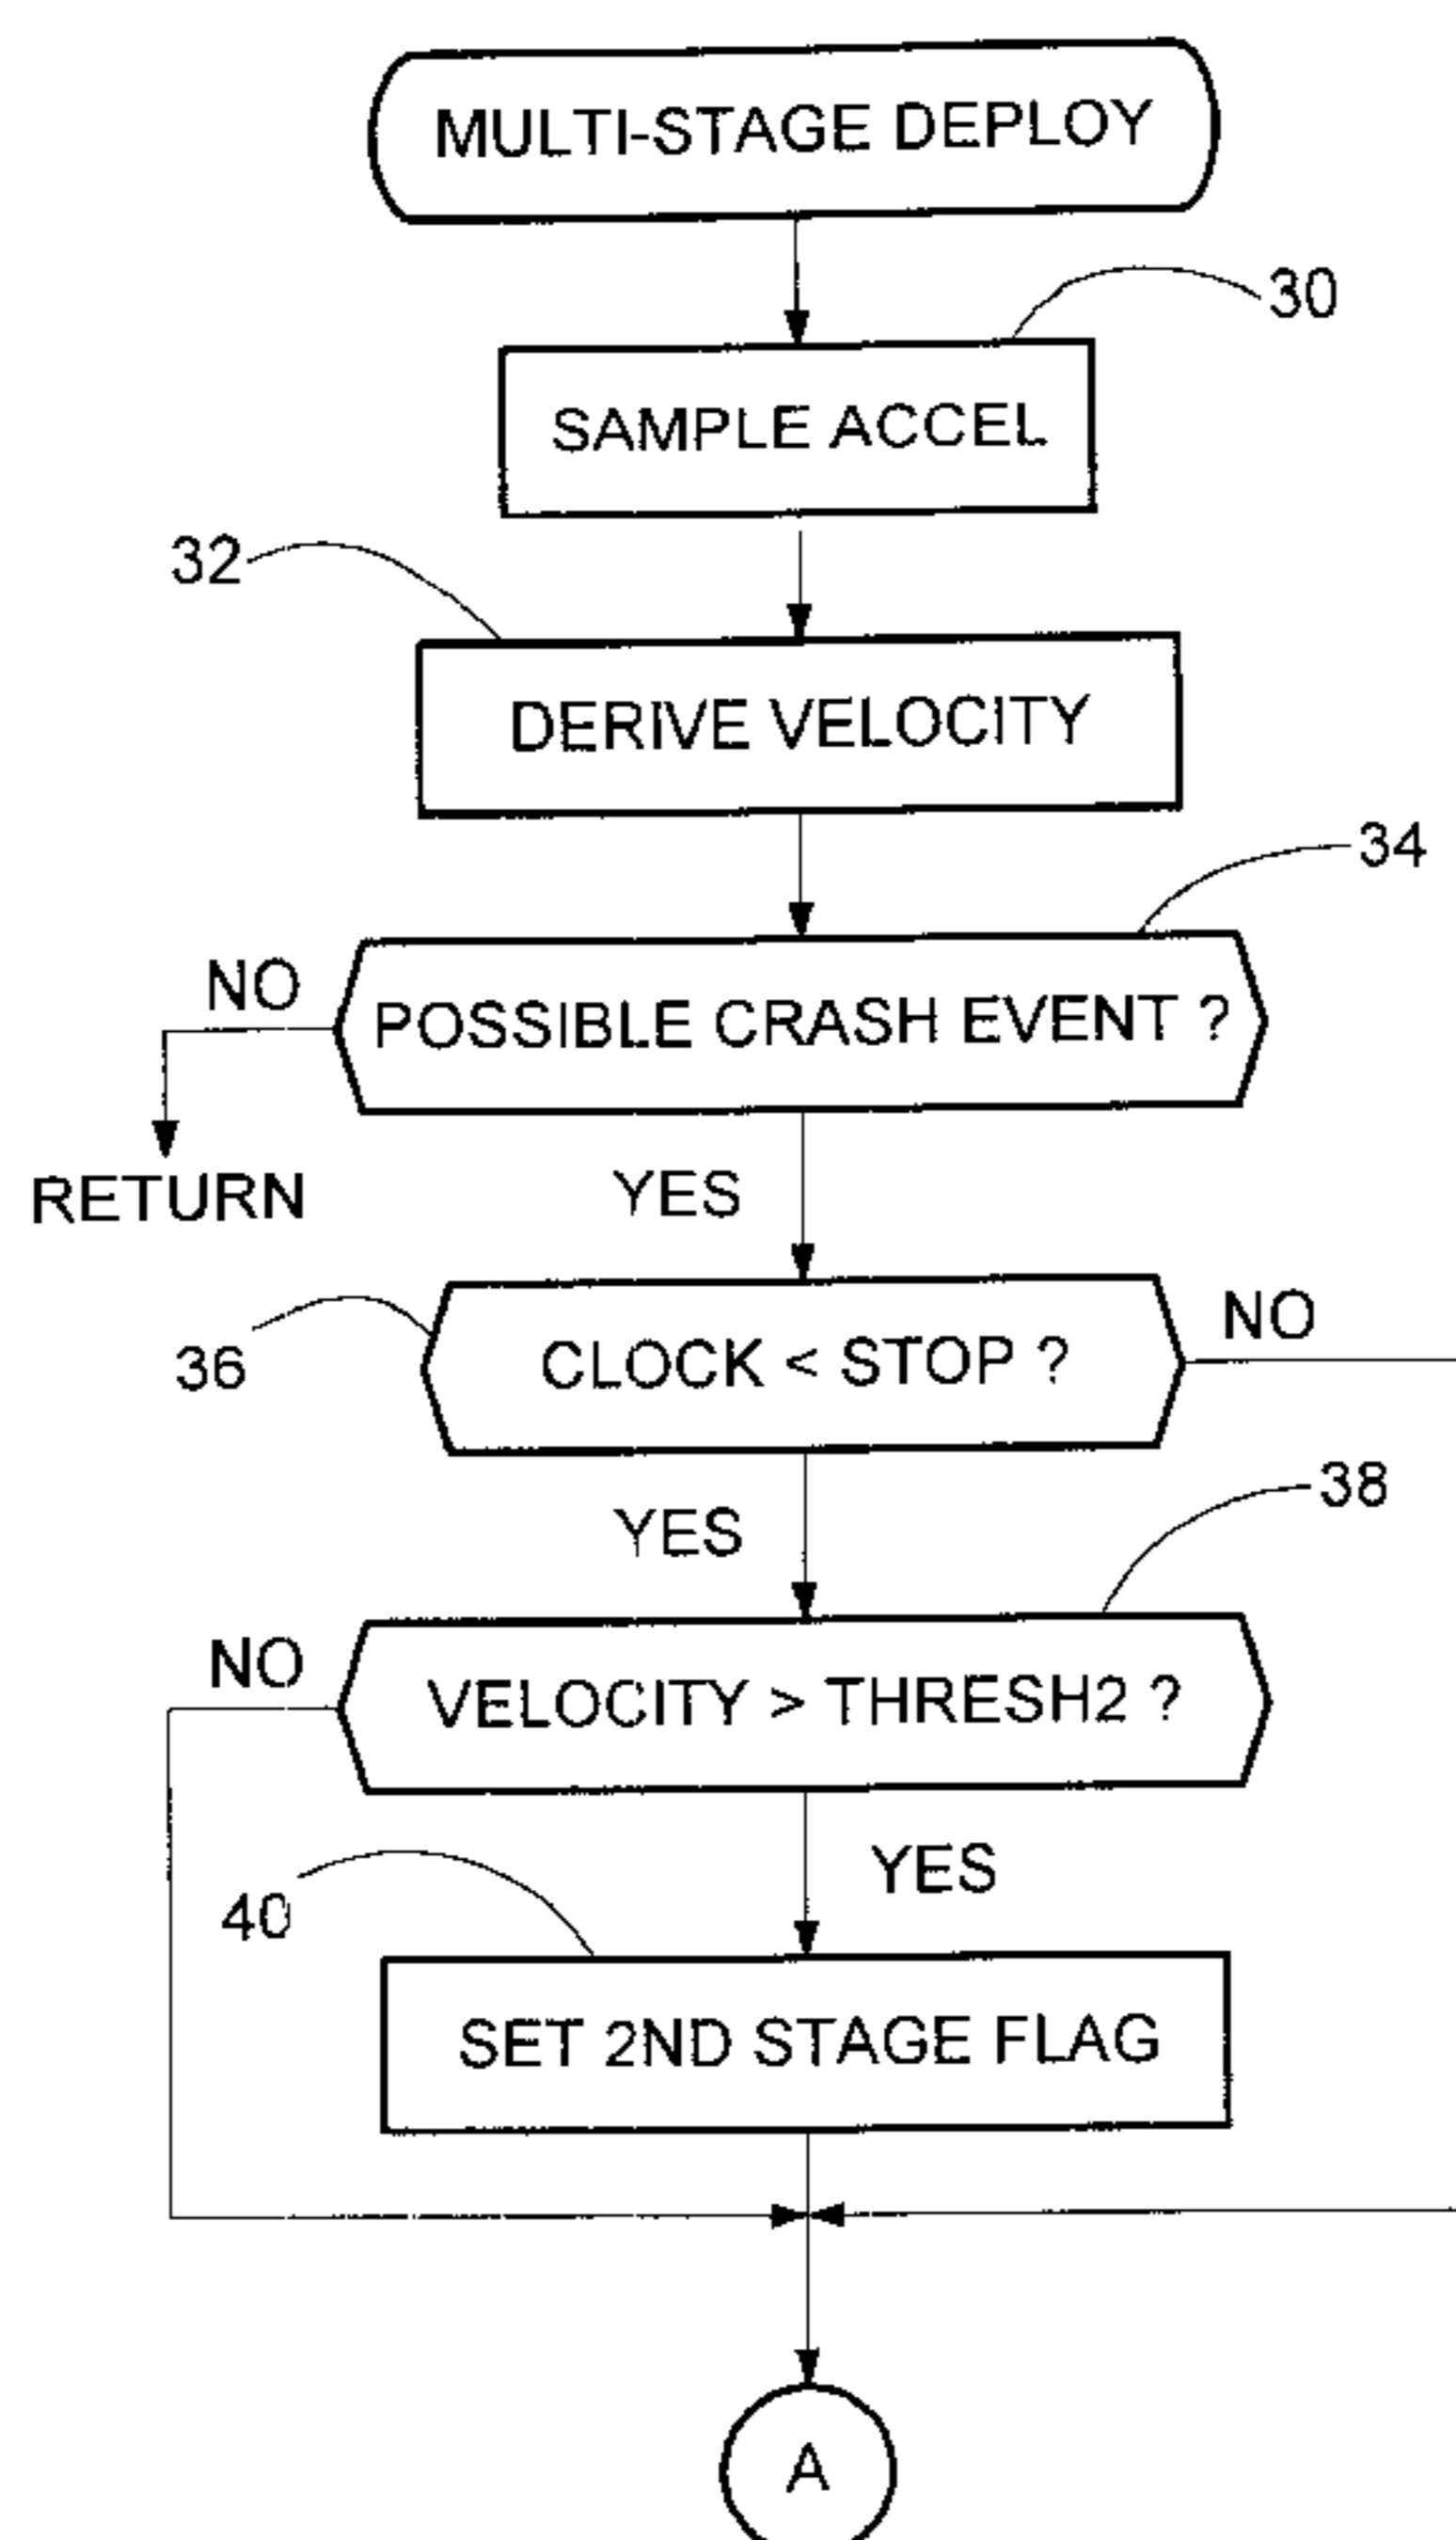 MULTI-STAGE DEPLOY
30
SAMPLE ACCEL
32
DERIVE VELOCITY
34
NO
POSSIBLE CRASH EVENT ?
RETURN
YES
36
CLOCK < STOP ?
NO
YES
38
NO
VELOCITY > THRESH2 ?
YES
40
SET 2ND STAGE FLAG
A